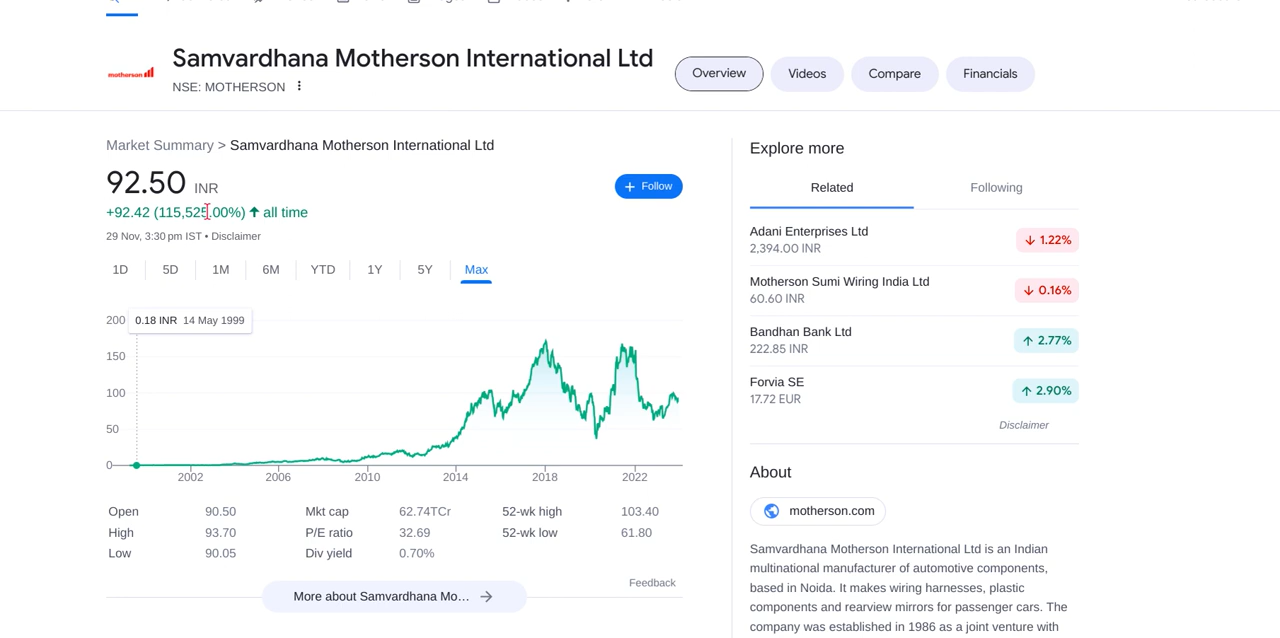 motherson
Samvardhana Motherson International Ltd
NSE: MOTHERSON
Overview
Videos
Compare
Financials
Market Summary > Samvardhana Motherson International Ltd
92.50 INR
+ Follow
+92.42 (115,525.00%) ↑ all time
29 Nov, 3:30 pm IST • Disclaimer
1D 5D 1M 6M YTD 1Y 5Y Max
0.18 INR 14 May 1999
200
150
100
50
0
2002 2006 2010 2014 2018 2022
Open 90.50 Mkt cap 62.74TCr 52-wk high 103.40
High 93.70 P/E ratio 32.69 52-wk low 61.80
Low 90.05 Div yield 0.70%
Feedback
More about Samvardhana Mo... →
Explore more
Related Following
Adani Enterprises Ltd
2,394.00 INR
↓ 1.22%
Motherson Sumi Wiring India Ltd
60.60 INR
↓ 0.16%
Bandhan Bank Ltd
222.85 INR
↑ 2.77%
Forvia SE
17.72 EUR
↑ 2.90%
Disclaimer
About
motherson.com
Samvardhana Motherson International Ltd is an Indian
multinational manufacturer of automotive components,
based in Noida. It makes wiring harnesses, plastic
components and rearview mirrors for passenger cars. The
company was established in 1986 as a joint venture with